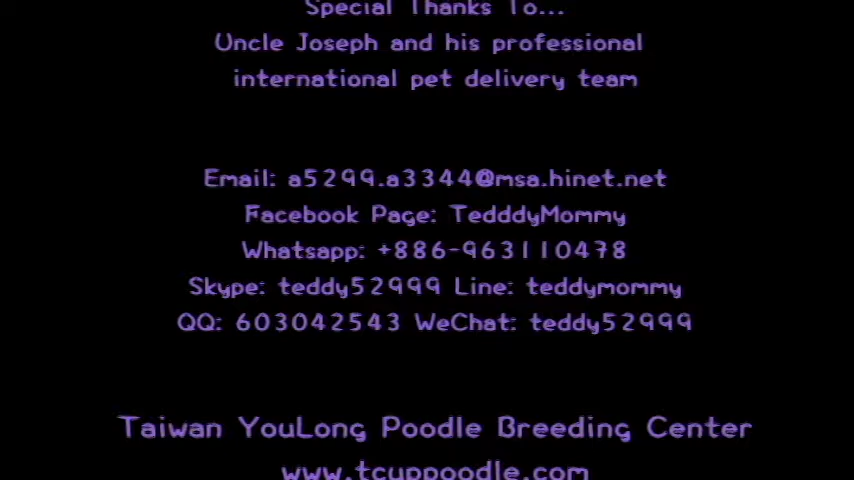 Special Thanks To...
Uncle Joseph and his professional
international pet delivery team
Email: a5299.a3344@msa.hinet.net
Facebook Page: TedddyMommy
Whatsapp: +886-963110478
Skype: teddy52999 Line: teddymommy
QQ: 603042543 WeChat: teddy52999
Taiwan YouLong Poodle Breeding Center
www.tcuppoodle.com